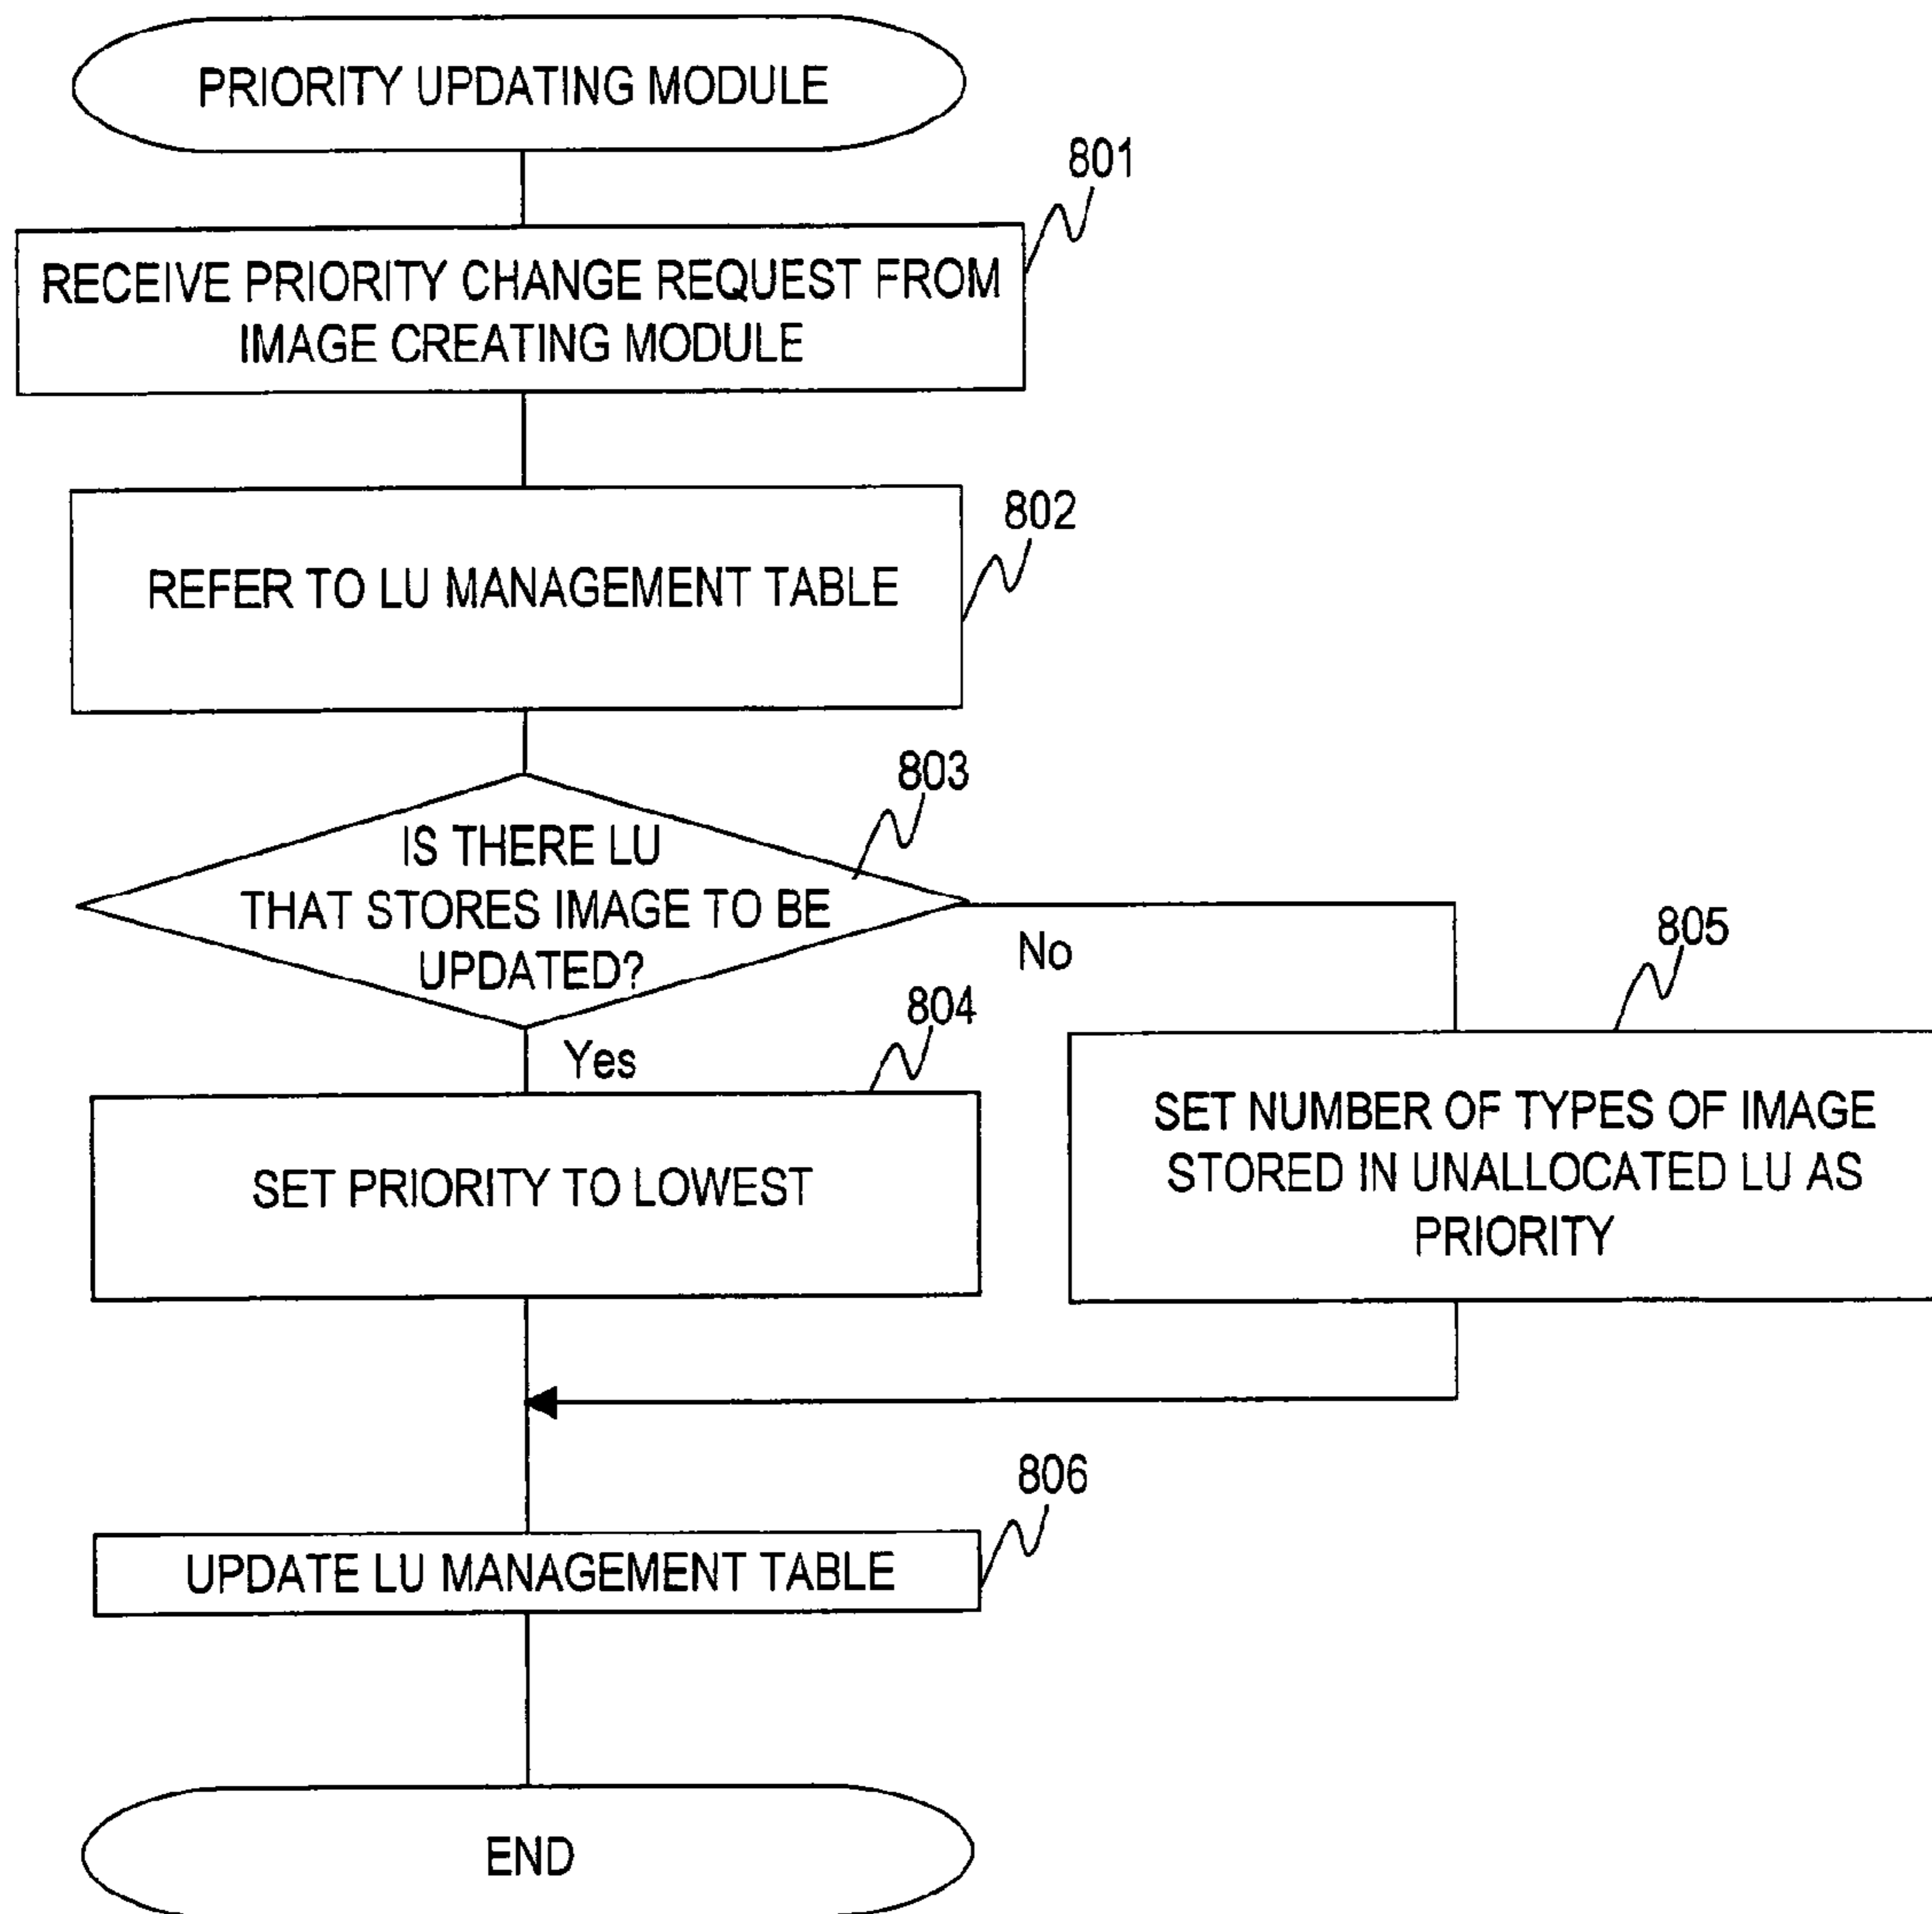 PRIORITY UPDATING MODULE
801
RECEIVE PRIORITY CHANGE REQUEST FROM
IMAGE CREATING MODULE
802
REFER TO LU MANAGEMENT TABLE
803
IS THERE LU
THAT STORES IMAGE TO BE
UPDATED?
No
805
804
Yes
SET NUMBER OF TYPES OF IMAGE
STORED IN UNALLOCATED LU AS
PRIORITY
SET PRIORITY TO LOWEST
806
UPDATE LU MANAGEMENT TABLE
END